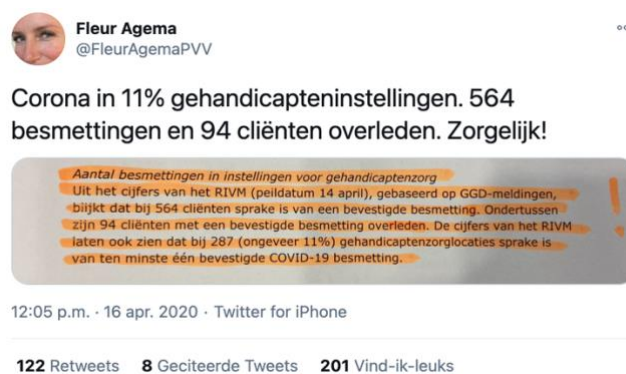 Fleur Agema
@FleurAgemaPVV
Corona in 11% gehandicapteninstellingen. 564
besmettingen en 94 cliënten overleden. Zorgelijk!
Aantal besmettingen in instellingen voor gehandicaptenzorg
Uit het cijfers van het RIVM (peildatum 14 april), gebaseerd op GGD-meldingen,
blijkt dat bij 564 cliënten sprake is van een bevestigde besmetting. Ondertussen
zijn 94 cliënten met een bevestigde besmetting overleden. De cijfers van het RIVM
laten ook zien dat bij 287 (ongeveer 11%) gehandicaptenzorglocaties sprake is
van ten minste één bevestigde COVID-19 besmetting.
!
12:05 p.m. · 16 apr. 2020 · Twitter for iPhone
122 Retweets 8 Geciteerde Tweets 201 Vind-ik-leuks